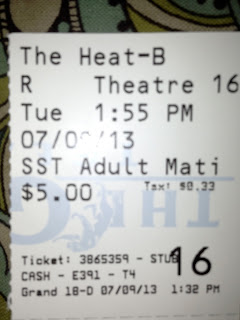 The Heat-B
R Theatre 16
Tue 1:55 PM
07/09/13
SST Adult Mati
$5.00 Tax: $0.33
Ticket: 3865359 - STUB
16
CASH - E391 - T4
Grand 18-D 07/09/13 1:32 PM